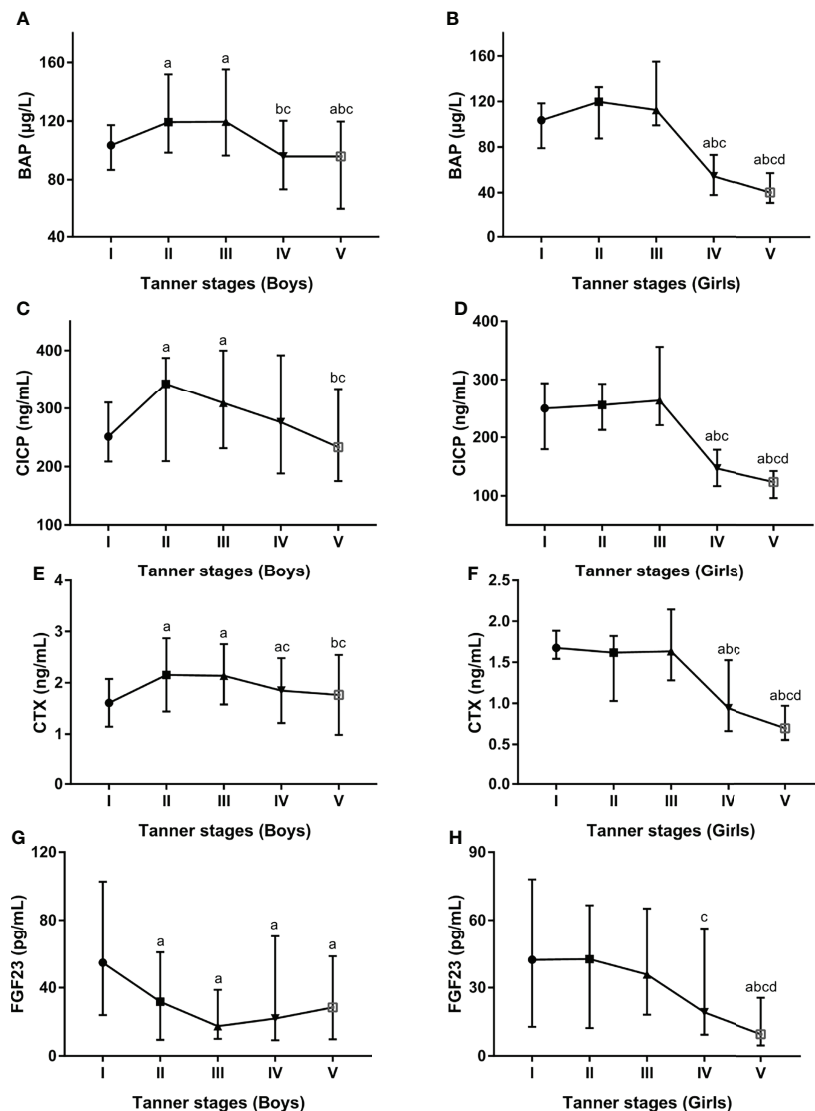 A
160
120
80
40
BAP (µg/L)
a
a
bc
abc
I II III IV V
Tanner stages (Boys)
B
160
120
80
40
0
BAP (µg/L)
abc
abcd
I II III IV V
Tanner stages (Girls)
C
400
300
200
100
CICP (ng/mL)
a
a
bc
I II III IV V
Tanner stages (Boys)
D
400
300
200
100
CICP (ng/mL)
abc
abcd
I II III IV V
Tanner stages (Girls)
E
4
3
2
1
0
CTX (ng/mL)
a
a
ac
bc
I II III IV V
Tanner stages (Boys)
F
2.5
2.0
1.5
1.0
0.5
0.0
CTX (ng/mL)
abc
abcd
I II III IV V
Tanner stages (Girls)
G
120
80
40
0
FGF23 (pg/mL)
a
a
a
a
I II III IV V
Tanner stages (Boys)
H
90
60
30
0
FGF23 (pg/mL)
c
abcd
I II III IV V
Tanner stages (Girls)